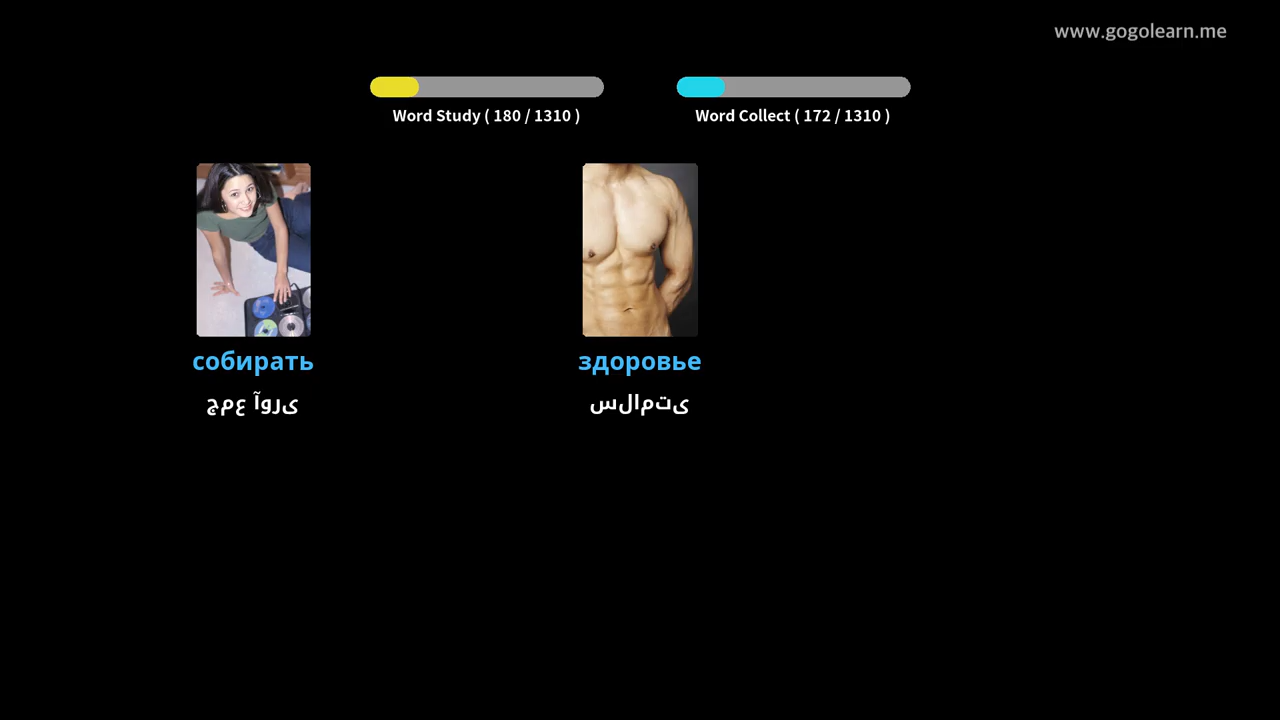 www.gogolearn.me
Word Study ( 180 / 1310 )
Word Collect ( 172 / 1310 )
собирать
здоровье
جمع آوری
سلامتی